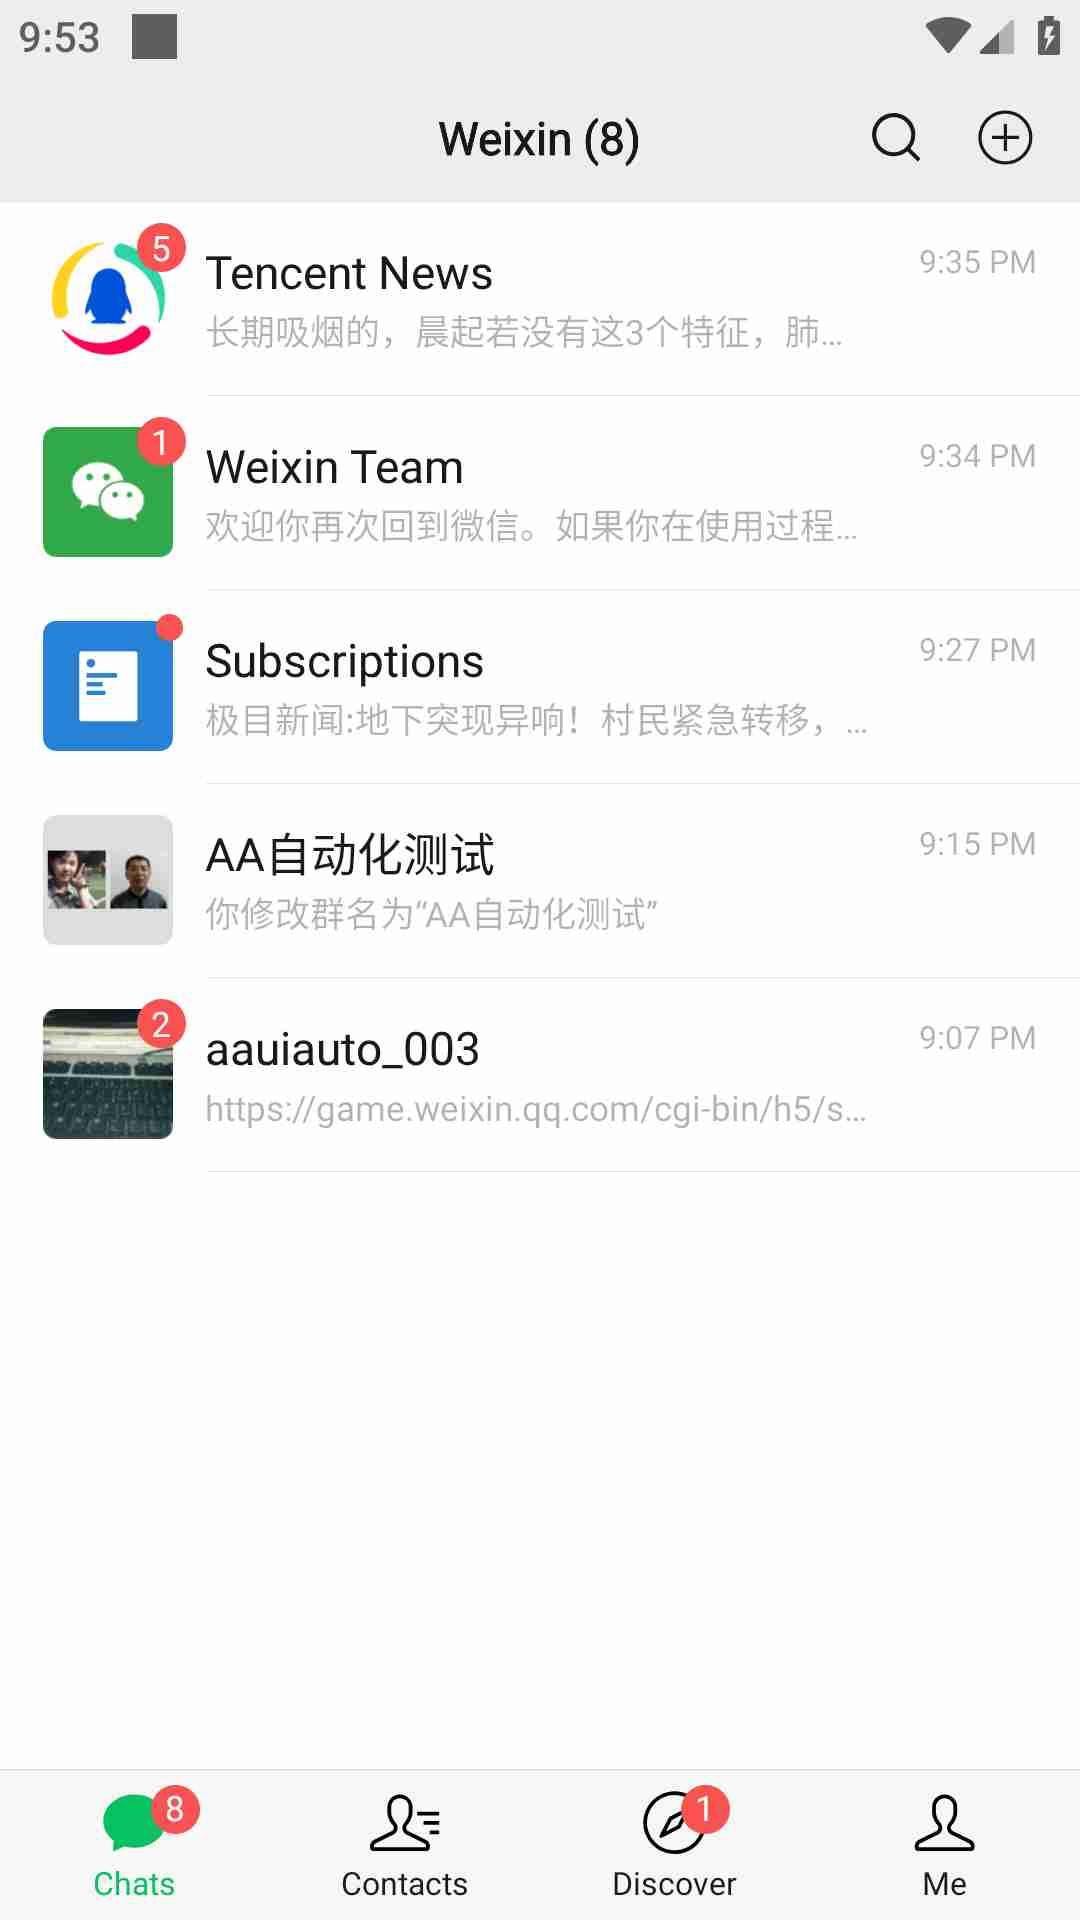 9:53
Weixin (8)
5
Tencent News
9:35 PM
长期吸烟的，晨起若没有这3个特征，肺...
1
Weixin Team
9:34 PM
欢迎你再次回到微信。如果你在使用过程...
Subscriptions
9:27 PM
极目新闻:地下突现异响！村民紧急转移，...
AA自动化测试
9:15 PM
你修改群名为“AA自动化测试”
2
aauiauto_003
9:07 PM
https://game.weixin.qq.com/cgi-bin/h5/s...
8
1
Chats
Contacts
Discover
Me